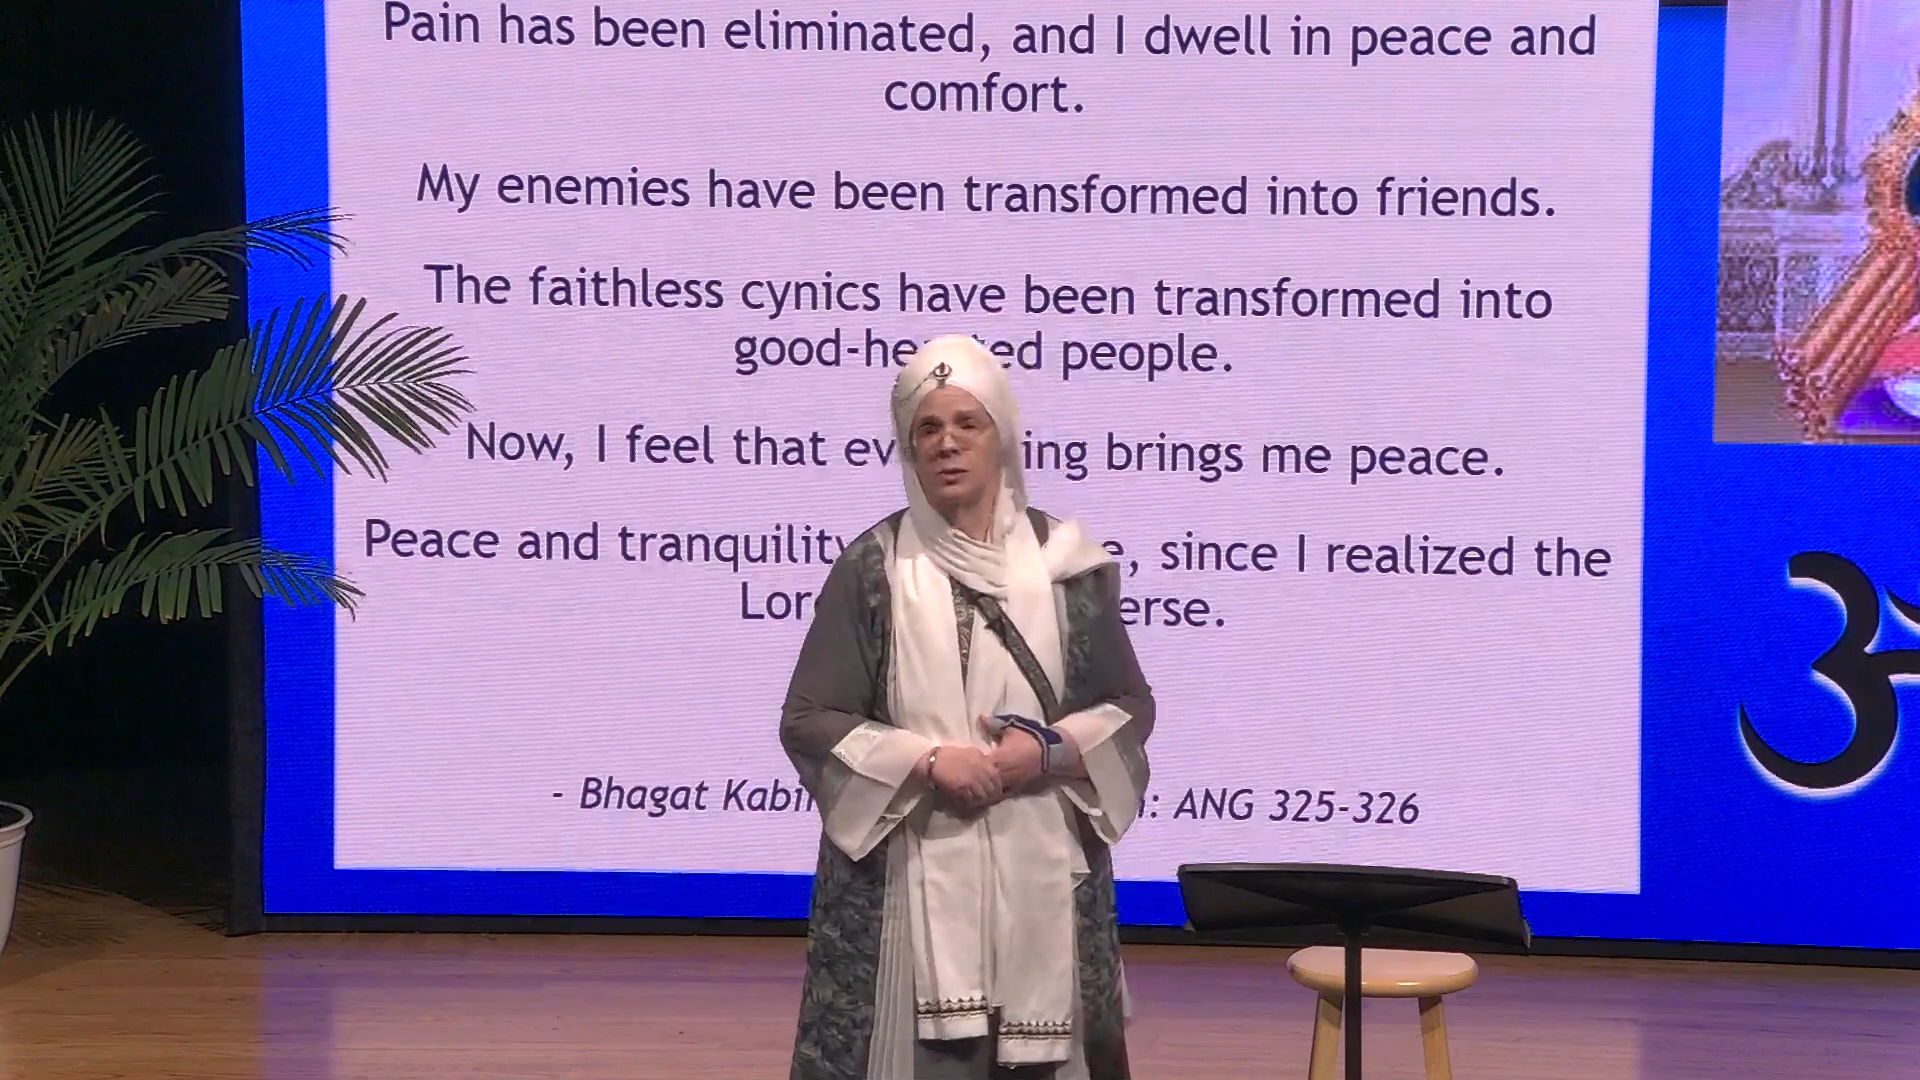 Pain has been eliminated, and I dwell in peace and
comfort.
My enemies have been transformed into friends.
The faithless cynics have been transformed into
good-he ed people.
Now, I feel that ev ing brings me peace.
Peace and tranquility e, since I realized the
Lor erse.
- Bhagat Kabir : ANG 325-326
ॐ